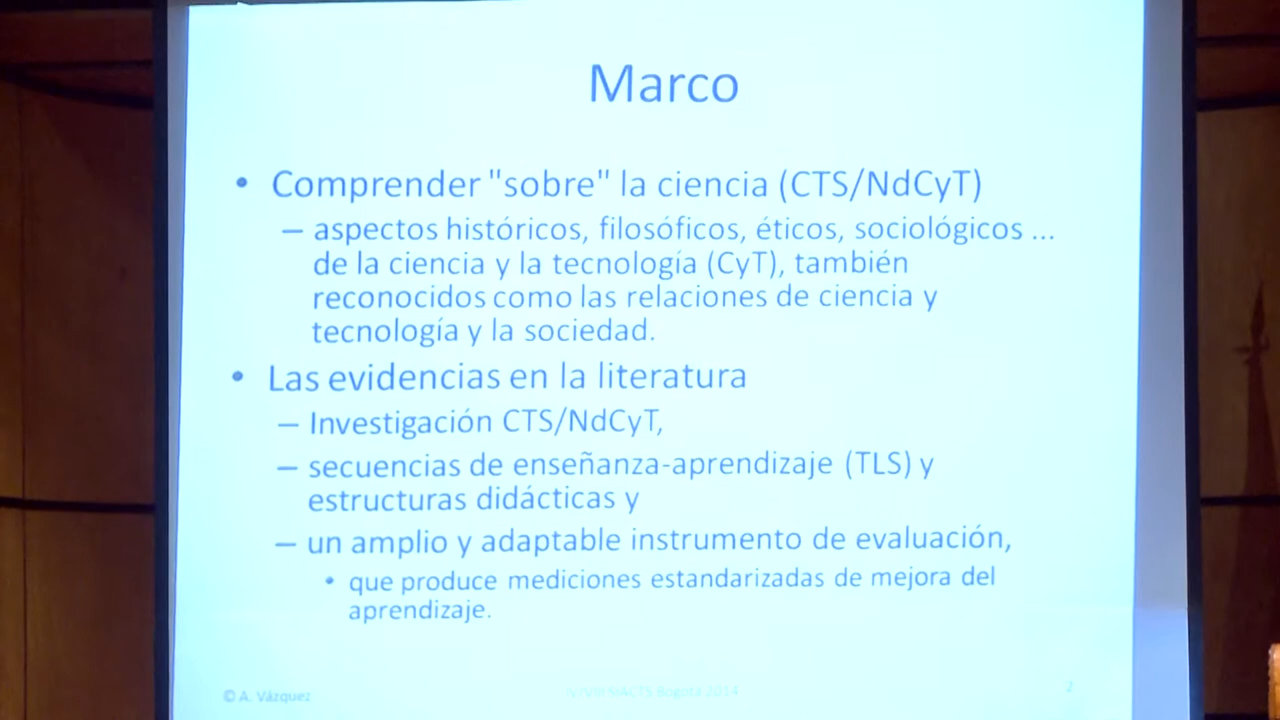 Marco
• Comprender "sobre" la ciencia (CTS/NdCyT)
– aspectos históricos, filosóficos, éticos, sociológicos ...
de la ciencia y la tecnología (CyT), también
reconocidos como las relaciones de ciencia y
tecnología y la sociedad.
• Las evidencias en la literatura
– Investigación CTS/NdCyT,
– secuencias de enseñanza-aprendizaje (TLS) y
estructuras didácticas y
– un amplio y adaptable instrumento de evaluación,
• que produce mediciones estandarizadas de mejora del
aprendizaje.
© A. Vázquez
Bogotá 2014
2